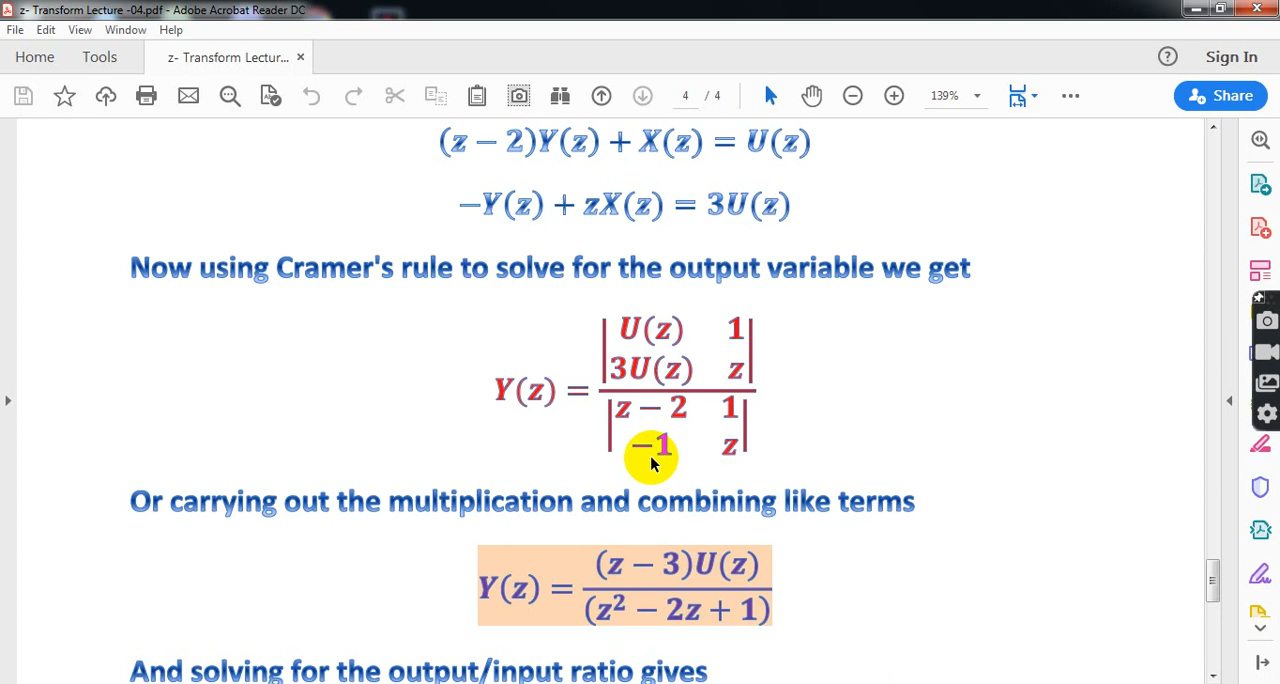 z- Transform Lecture -04.pdf - Adobe Acrobat Reader DC
File Edit View Window Help
Home Tools z- Transform Lectur... × ? Sign In
4 / 4 139% Share
(z − 2)Y(z) + X(z) = U(z)
−Y(z) + zX(z) = 3U(z)
Now using Cramer's rule to solve for the output variable we get
U(z) 1
3U(z) z
Y(z) =
z − 2 1
−1 z
Or carrying out the multiplication and combining like terms
(z − 3)U(z)
Y(z) =
(z² − 2z + 1)
And solving for the output/input ratio gives